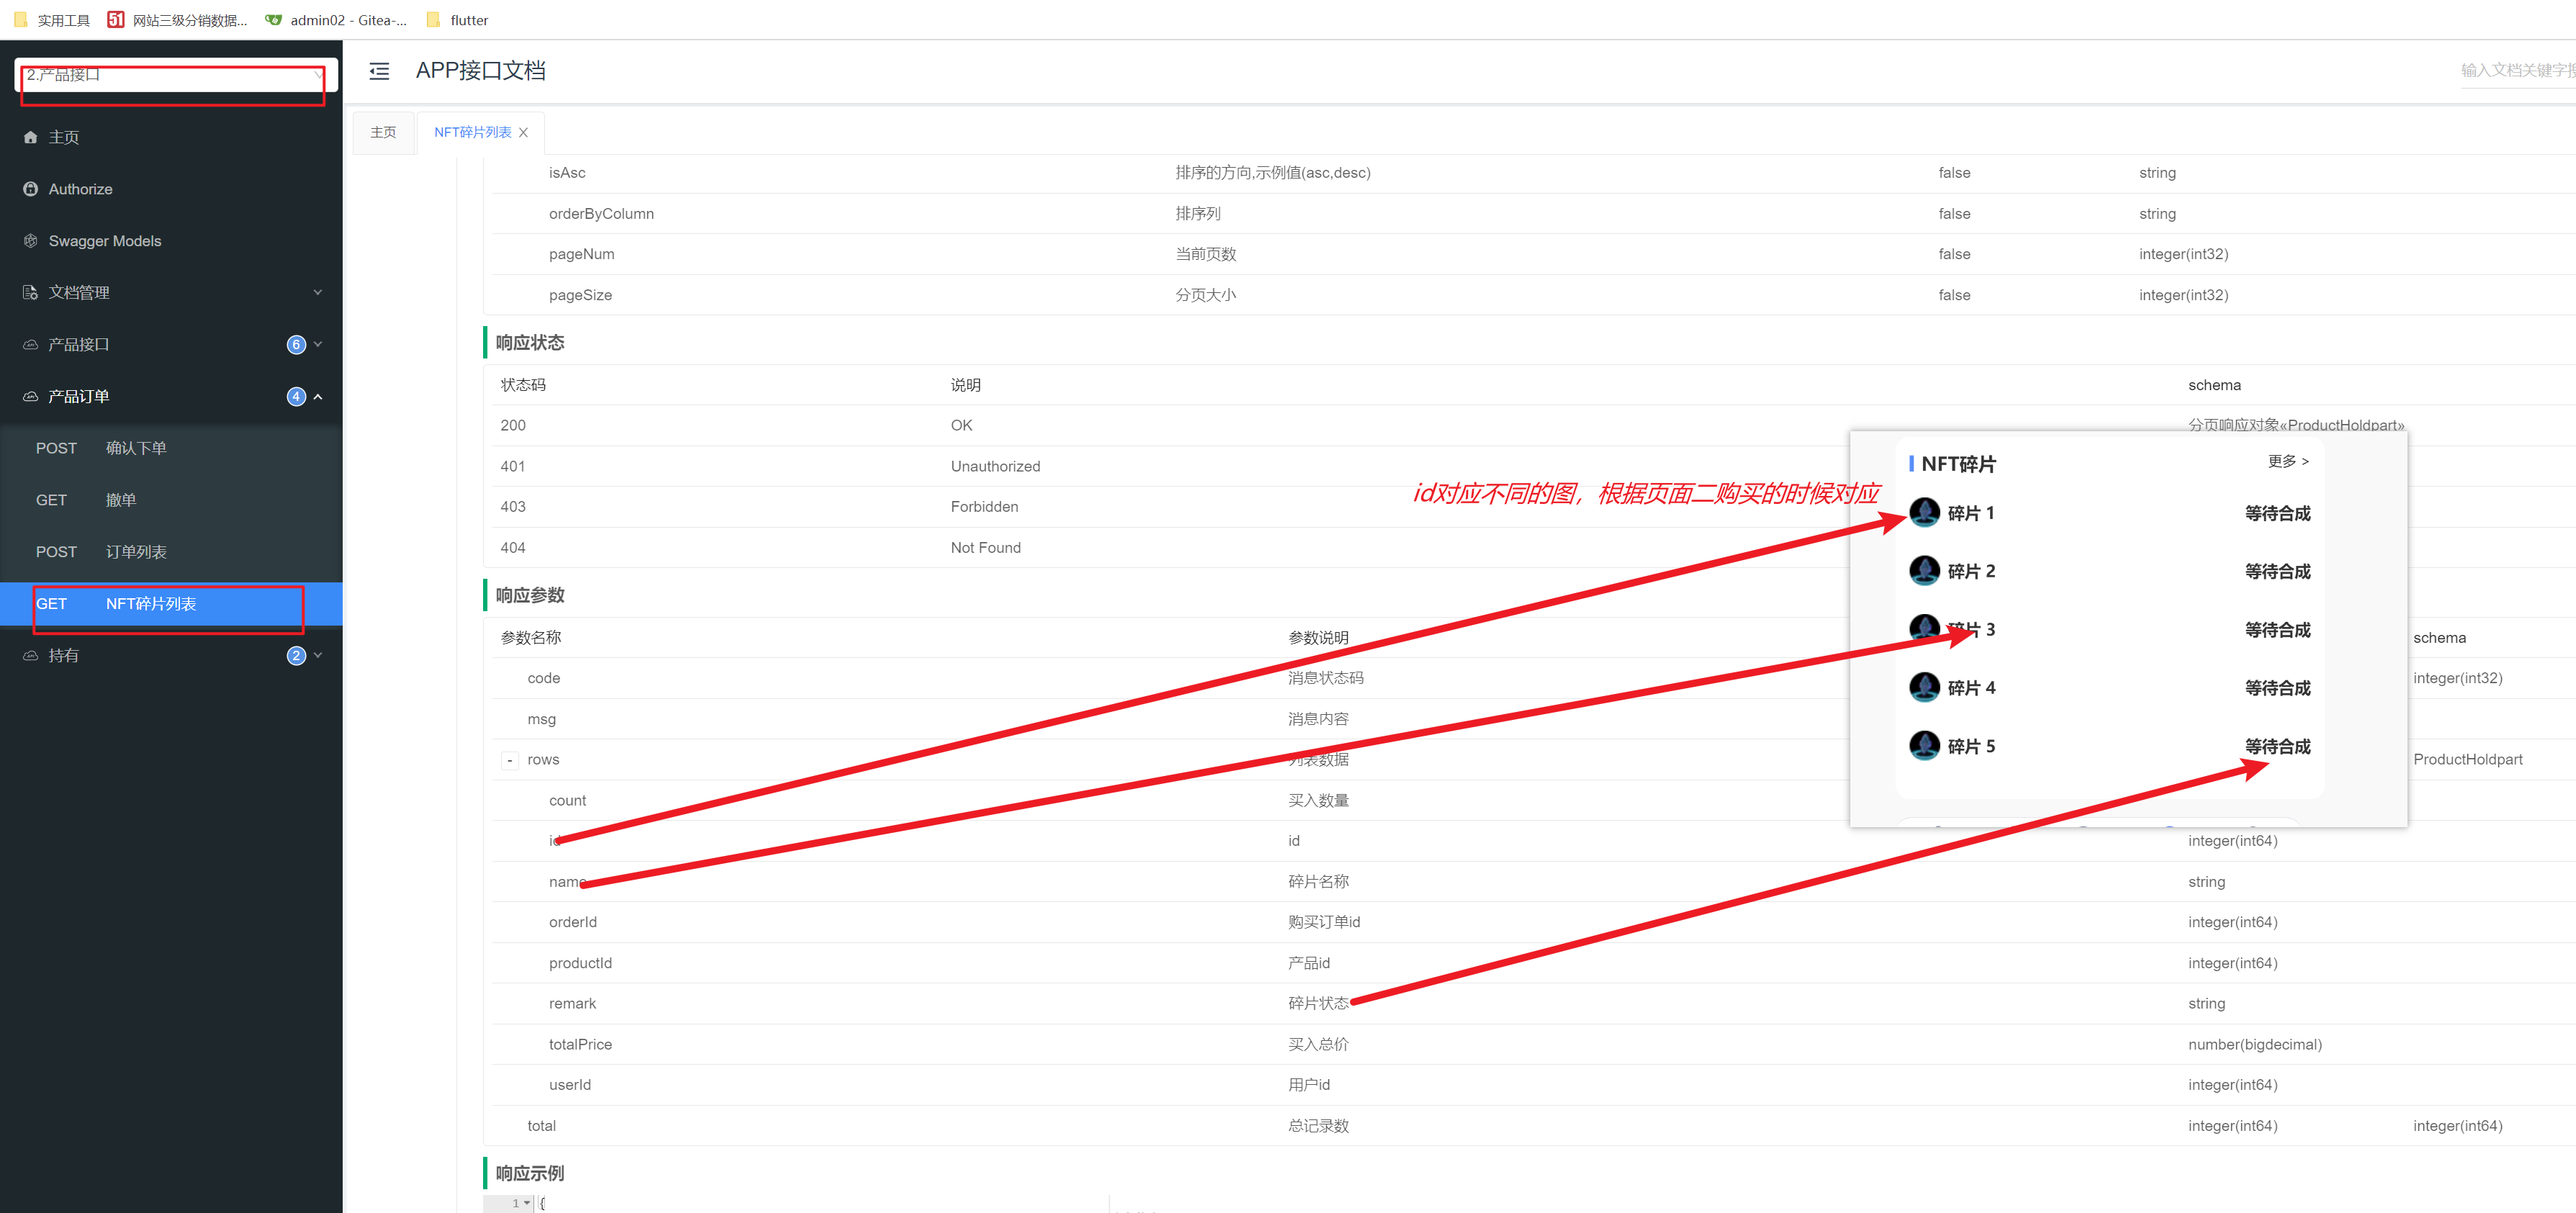 实用工具
网站三级分销数据...
admin02 - Gitea-...
flutter
2.产品接口
APP接口文档
主页
Authorize
Swagger Models
文档管理
产品接口 6
产品订单 4
POST 确认下单
GET 撤单
POST 订单列表
GET NFT碎片列表
持有 2
主页
NFT碎片列表
isAsc 排序的方向,示例值(asc,desc) false string
orderByColumn 排序列 false string
pageNum 当前页数 false integer(int32)
pageSize 分页大小 false integer(int32)
响应状态
状态码 说明 schema
200 OK 分页响应对象«ProductHoldpart»
401 Unauthorized
403 Forbidden
404 Not Found
id对应不同的图，根据页面二购买的时候对应
NFT碎片 更多 >
碎片 1 等待合成
碎片 2 等待合成
碎片 3 等待合成
碎片 4 等待合成
碎片 5 等待合成
响应参数
参数名称 参数说明 schema
code 消息状态码 integer(int32)
msg 消息内容
- rows 列表数据 ProductHoldpart
count 买入数量
id id integer(int64)
name 碎片名称 string
orderId 购买订单id integer(int64)
productId 产品id integer(int64)
remark 碎片状态 string
totalPrice 买入总价 number(bigdecimal)
userId 用户id integer(int64)
total 总记录数 integer(int64) integer(int64)
响应示例
1 {